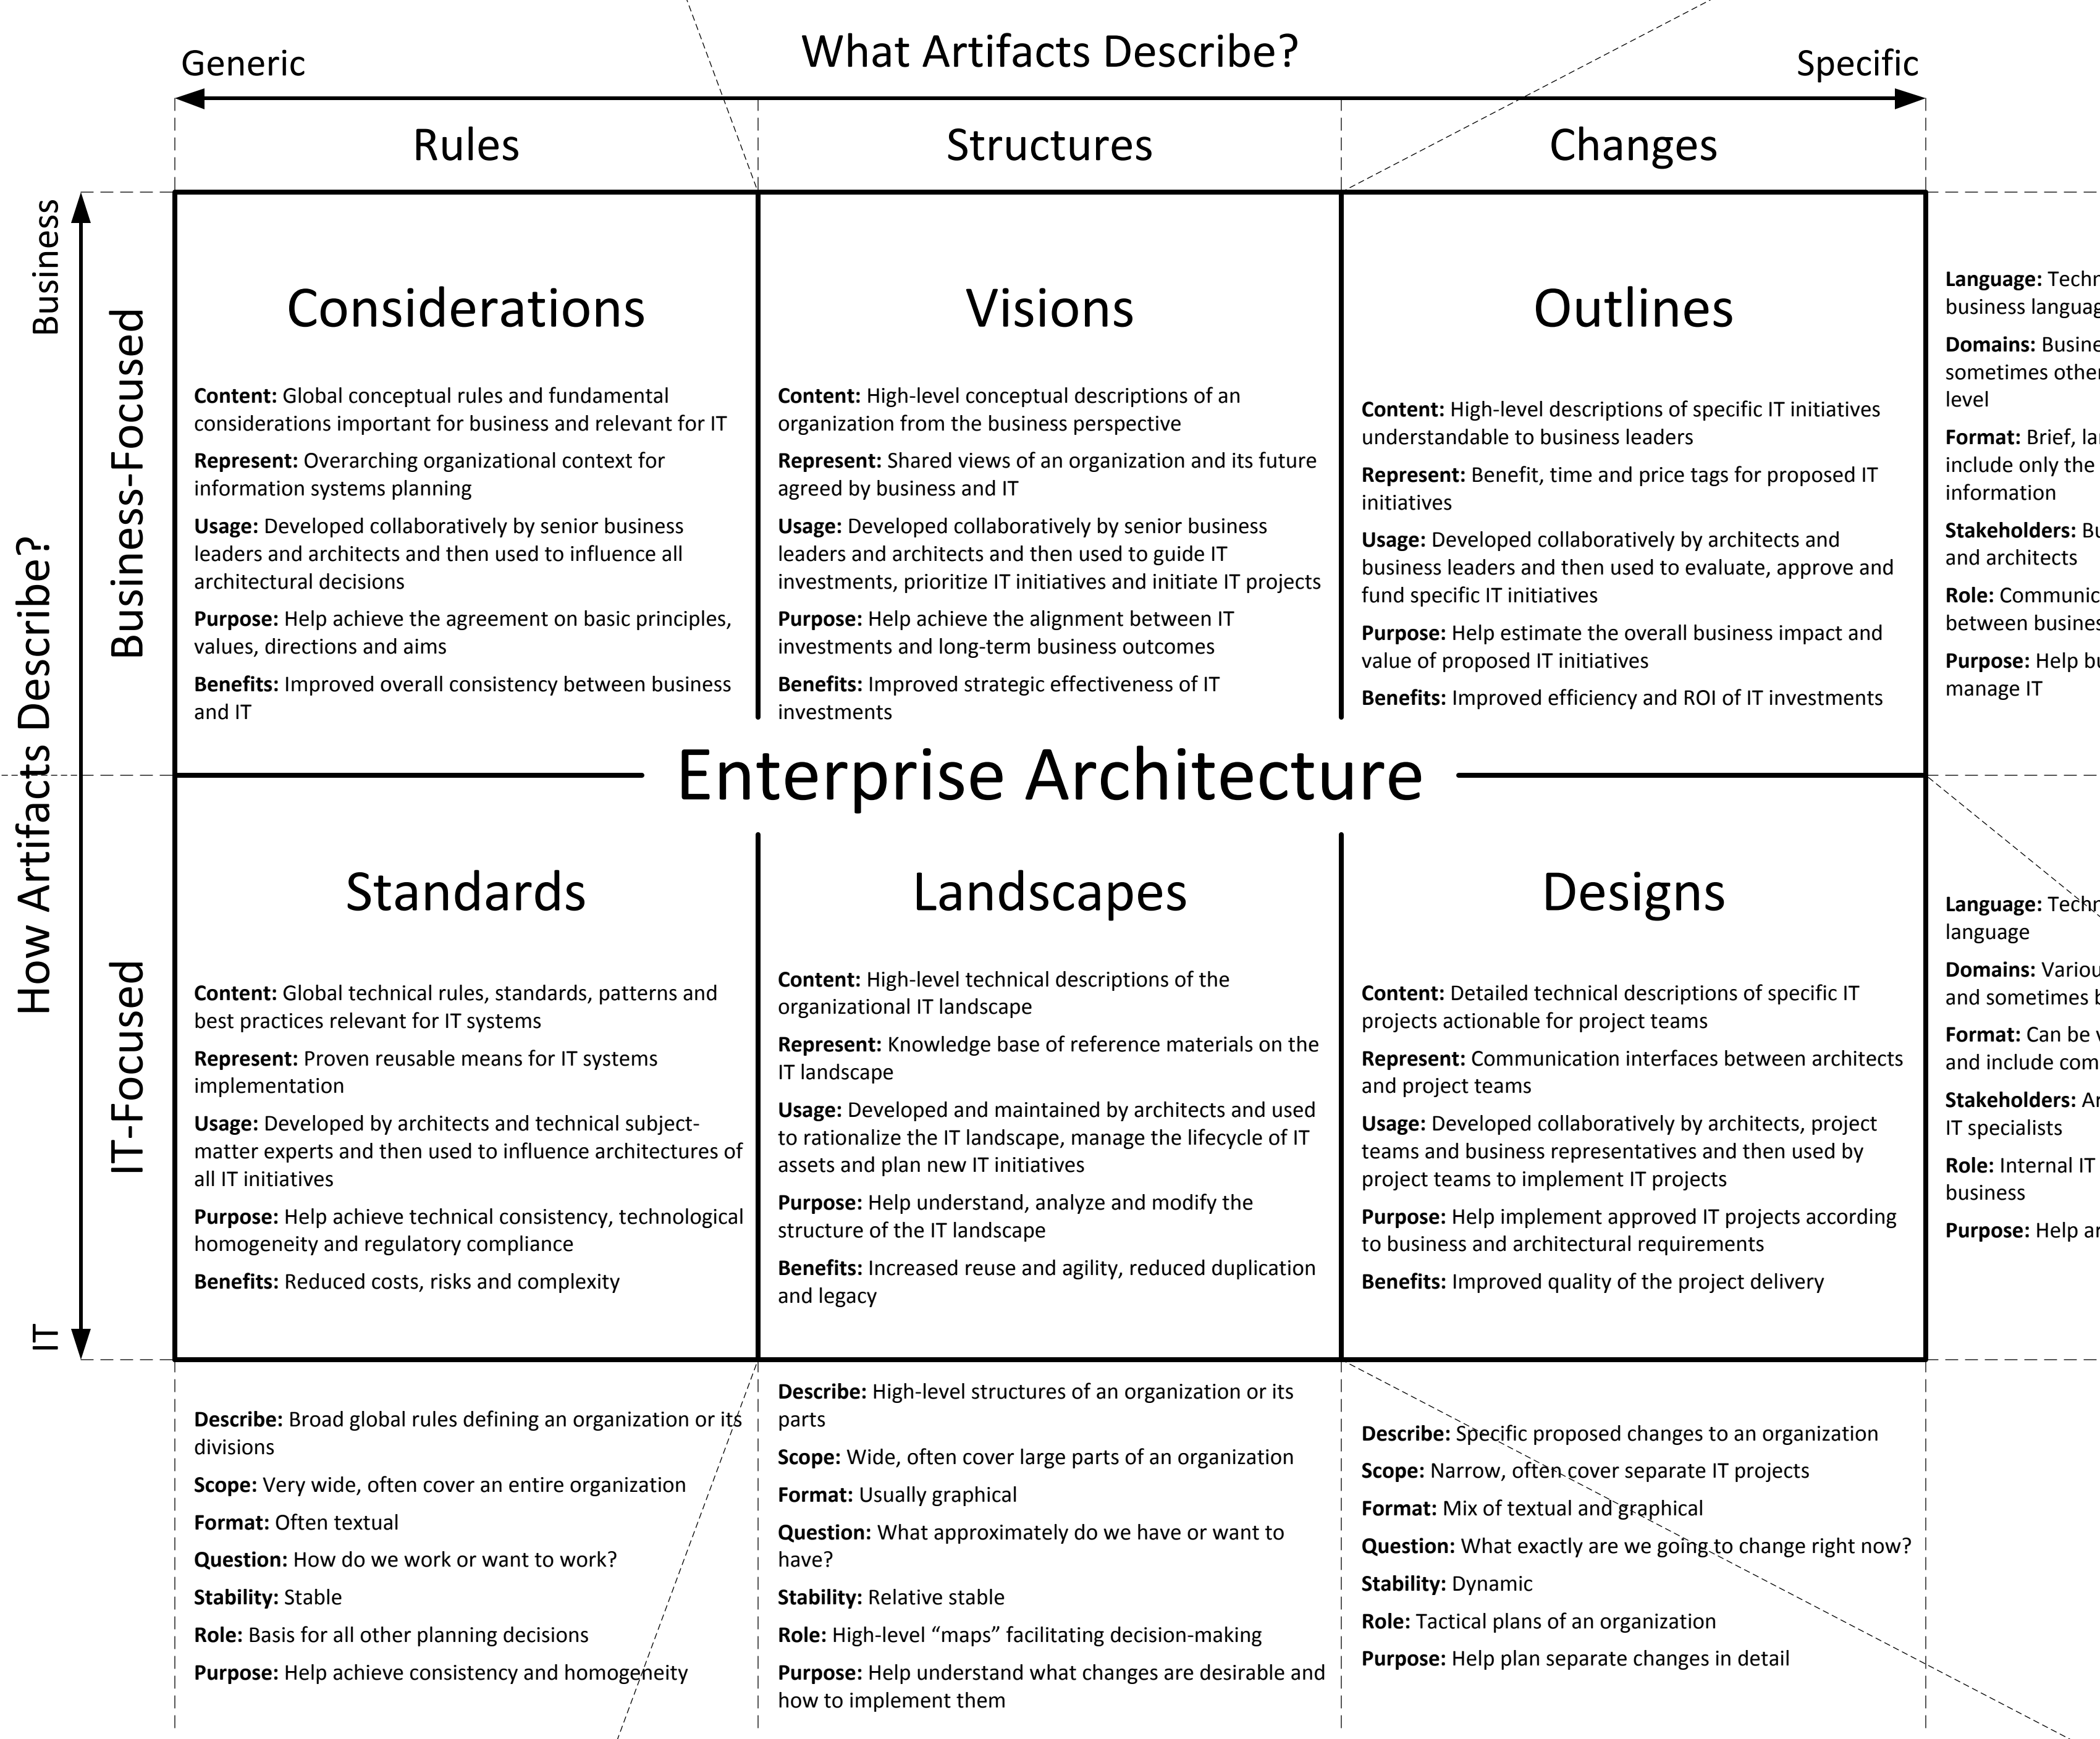 What Artifacts Describe?
Generic
Specific
Rules
Structures
Changes
How Artifacts Describe?
Business
IT
Business-Focused
IT-Focused
Enterprise Architecture
Considerations
Content: Global conceptual rules and fundamental
considerations important for business and relevant for IT
Represent: Overarching organizational context for
information systems planning
Usage: Developed collaboratively by senior business
leaders and architects and then used to influence all
architectural decisions
Purpose: Help achieve the agreement on basic principles,
values, directions and aims
Benefits: Improved overall consistency between business
and IT
Visions
Content: High-level conceptual descriptions of an
organization from the business perspective
Represent: Shared views of an organization and its future
agreed by business and IT
Usage: Developed collaboratively by senior business
leaders and architects and then used to guide IT
investments, prioritize IT initiatives and initiate IT projects
Purpose: Help achieve the alignment between IT
investments and long-term business outcomes
Benefits: Improved strategic effectiveness of IT
investments
Outlines
Content: High-level descriptions of specific IT initiatives
understandable to business leaders
Represent: Benefit, time and price tags for proposed IT
initiatives
Usage: Developed collaboratively by architects and
business leaders and then used to evaluate, approve and
fund specific IT initiatives
Purpose: Help estimate the overall business impact and
value of proposed IT initiatives
Benefits: Improved efficiency and ROI of IT investments
Language:
business
Domains:
sometimes
level
Format: Brief,
include only the
information
Stakeholders:
and architects
Role:
between
Purpose: Help
manage IT
Standards
Content: Global technical rules, standards, patterns and
best practices relevant for IT systems
Represent: Proven reusable means for IT systems
implementation
Usage: Developed by architects and technical subject-
matter experts and then used to influence architectures of
all IT initiatives
Purpose: Help achieve technical consistency, technological
homogeneity and regulatory compliance
Benefits: Reduced costs, risks and complexity
Landscapes
Content: High-level technical descriptions of the
organizational IT landscape
Represent: Knowledge base of reference materials on the
IT landscape
Usage: Developed and maintained by architects and used
to rationalize the IT landscape, manage the lifecycle of IT
assets and plan new IT initiatives
Purpose: Help understand, analyze and modify the
structure of the IT landscape
Benefits: Increased reuse and agility, reduced duplication
and legacy
Designs
Content: Detailed technical descriptions of specific IT
projects actionable for project teams
Represent: Communication interfaces between architects
and project teams
Usage: Developed collaboratively by architects, project
teams and business representatives and then used by
project teams to implement IT projects
Purpose: Help implement approved IT projects according
to business and architectural requirements
Benefits: Improved quality of the project delivery
Language:
language
Domains:
and sometimes
Format: Can be
and include
Stakeholders:
IT specialists
Role: Internal IT
business
Purpose: Help
Describe: Broad global rules defining an organization or its
divisions
Scope: Very wide, often cover an entire organization
Format: Often textual
Question: How do we work or want to work?
Stability: Stable
Role: Basis for all other planning decisions
Purpose: Help achieve consistency and homogeneity
Describe: High-level structures of an organization or its
parts
Scope: Wide, often cover large parts of an organization
Format: Usually graphical
Question: What approximately do we have or want to
have?
Stability: Relative stable
Role: High-level “maps” facilitating decision-making
Purpose: Help understand what changes are desirable and
how to implement them
Describe: Specific proposed changes to an organization
Scope: Narrow, often cover separate IT projects
Format: Mix of textual and graphical
Question: What exactly are we going to change right now?
Stability: Dynamic
Role: Tactical plans of an organization
Purpose: Help plan separate changes in detail